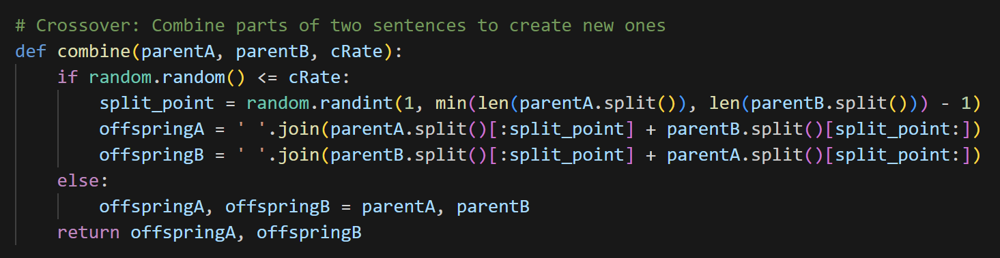 # Crossover: Combine parts of two sentences to create new ones
def combine(parentA, parentB, cRate):
    if random.random() <= cRate:
        split_point = random.randint(1, min(len(parentA.split()), len(parentB.split())) - 1)
        offspringA = ' '.join(parentA.split()[:split_point] + parentB.split()[split_point:])
        offspringB = ' '.join(parentB.split()[:split_point] + parentA.split()[split_point:])
    else:
        offspringA, offspringB = parentA, parentB
    return offspringA, offspringB